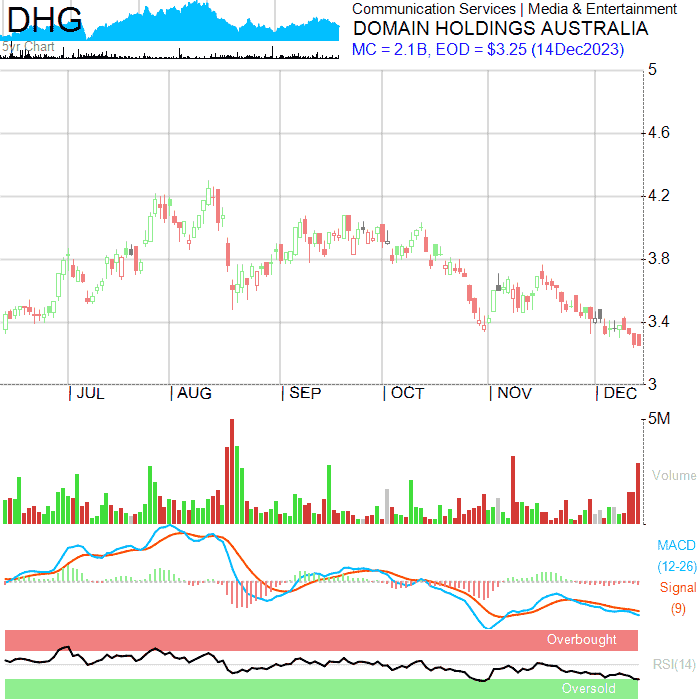 DHG
5yr Chart
Communication Services | Media & Entertainment
DOMAIN HOLDINGS AUSTRALIA
MC = 2.1B, EOD = $3.25 (14Dec2023)
5
4.6
4.2
3.8
3.4
3
JUL AUG SEP OCT NOV DEC
5M
Volume
MACD
(12-26)
Signal
(9)
Overbought
RSI(14)
Oversold